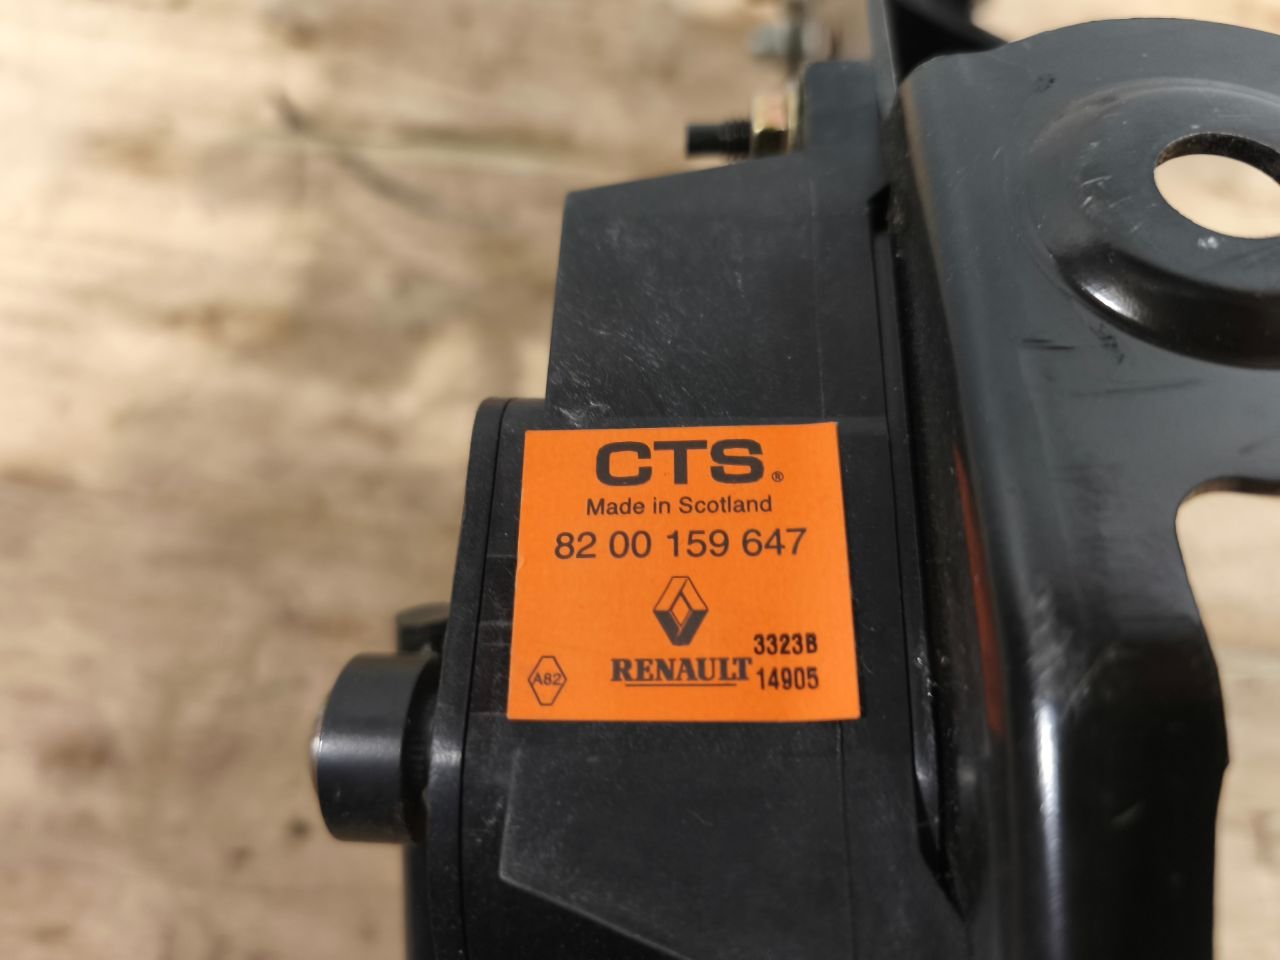 CTS®
Made in Scotland
82 00 159 647
3323B
RENAULT 14905
A82